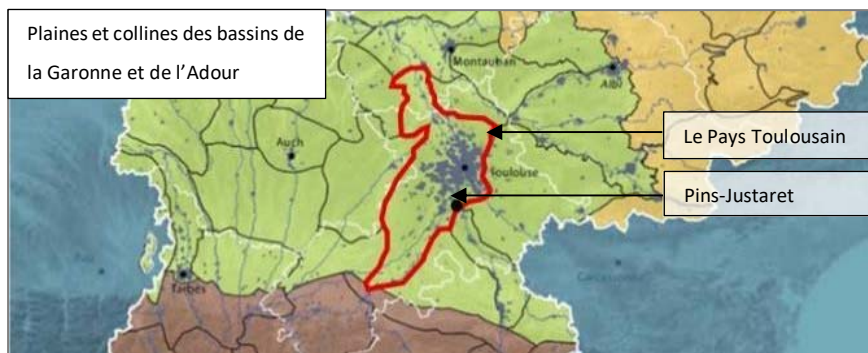 Plaines et collines des bassins de
la Garonne et de l’Adour
Montauban
Albi
Le Pays Toulousain
Auch
Toulouse
Pins-Justaret
Tarbes
Carcassonne